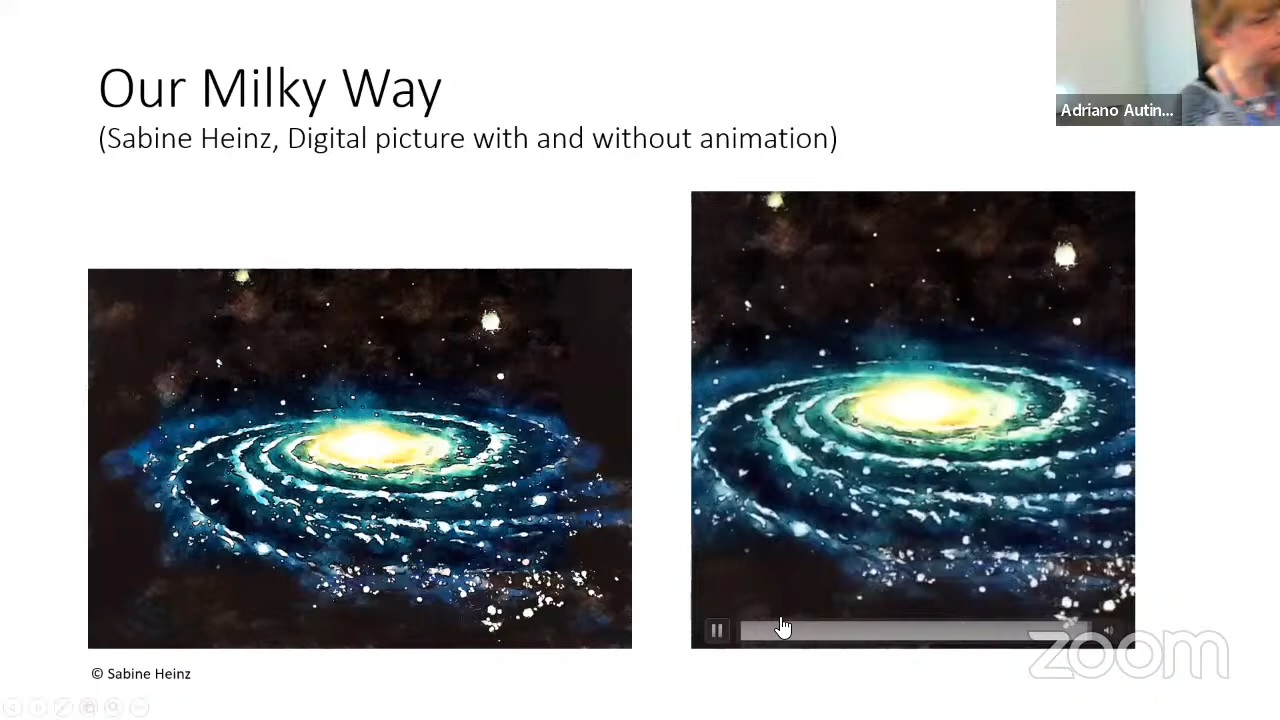 Our Milky Way
(Sabine Heinz, Digital picture with and without animation)
Adriano Autin...
© Sabine Heinz
zoom